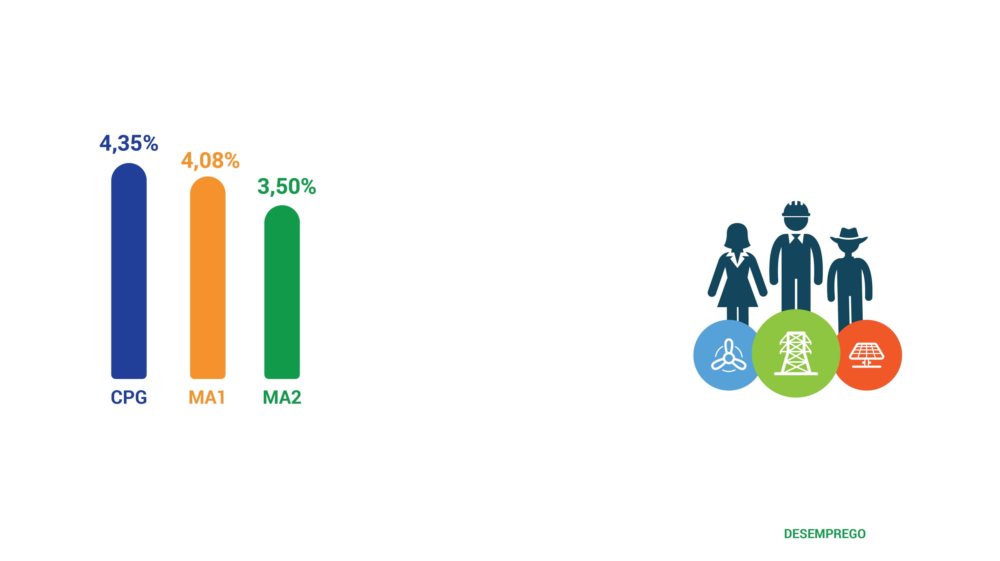 4,35%
4,08%
3,50%
CPG
MA1
MA2
DESEMPREGO